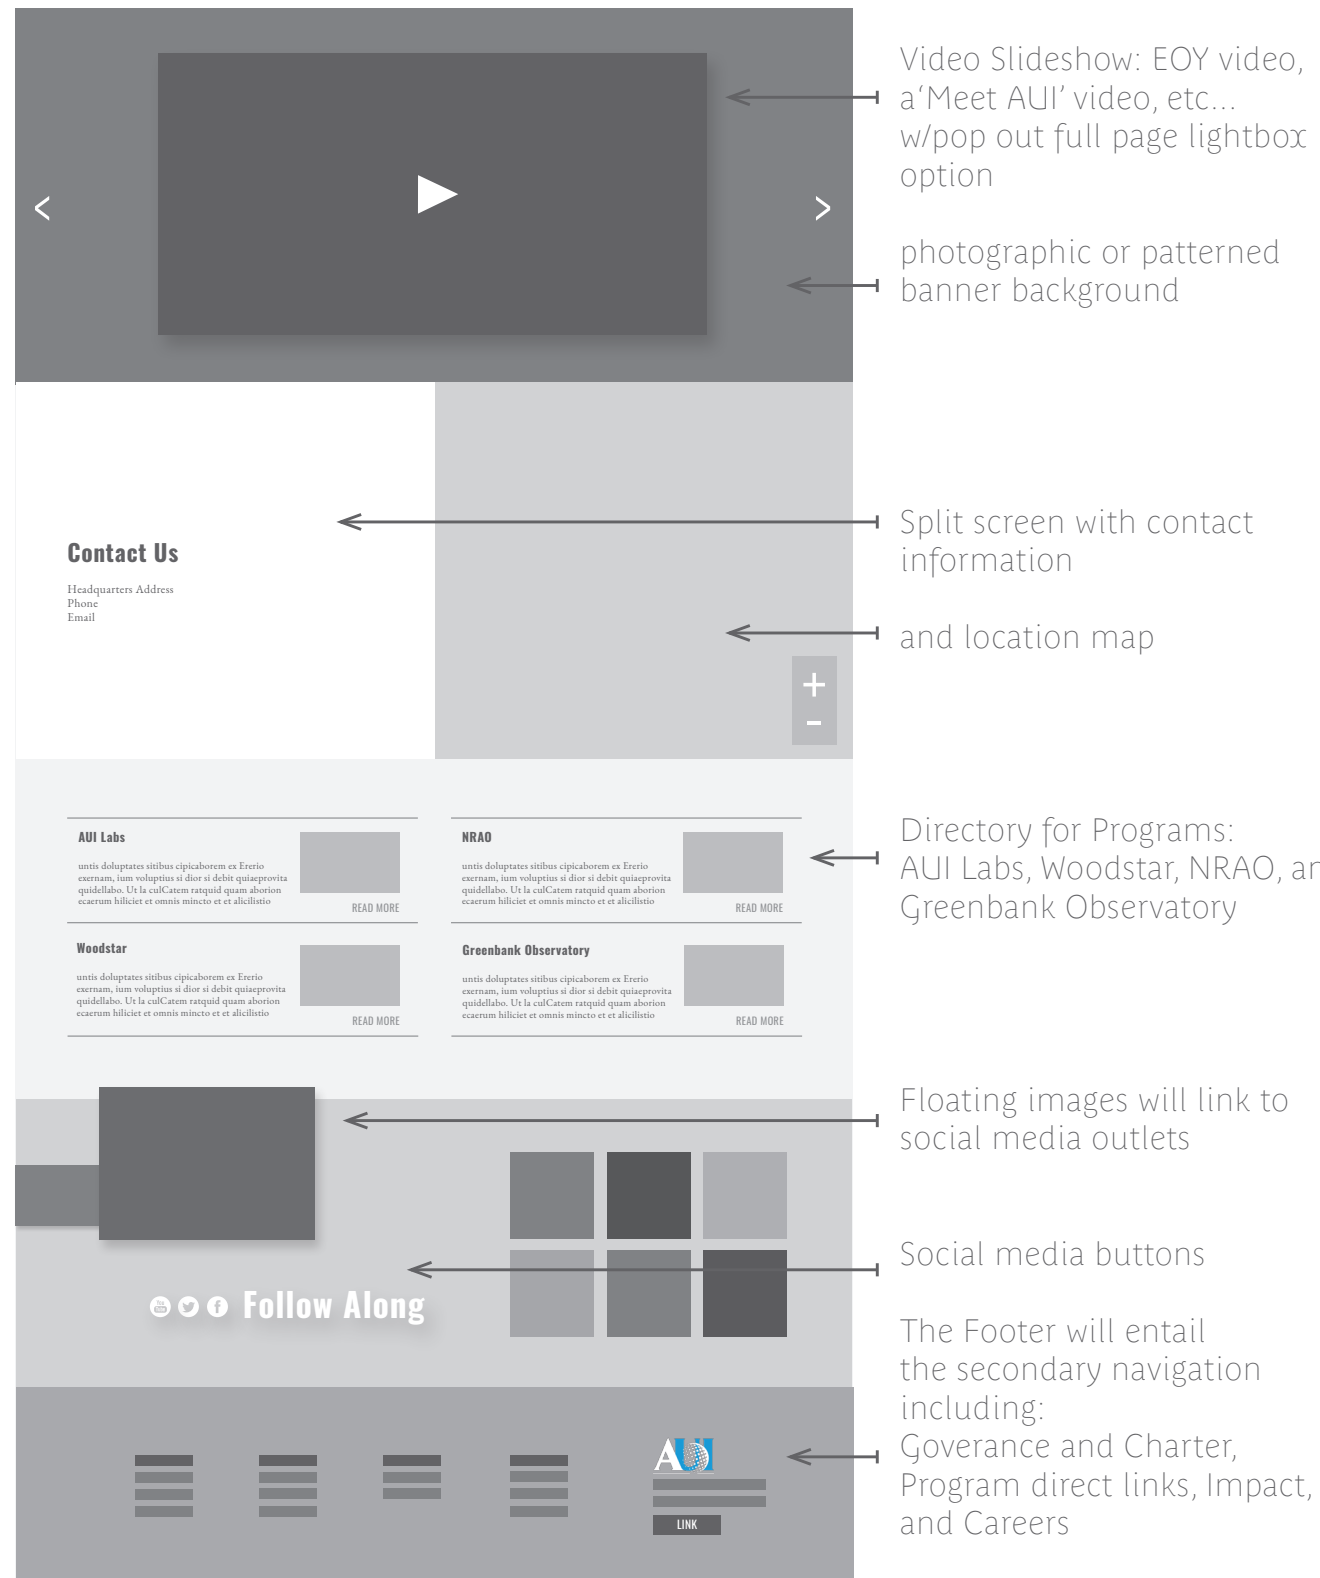 Video Slideshow: EOY video,
a‘Meet AUI’ video, etc...
w/pop out full page lightbox
option
photographic or patterned
banner background
Split screen with contact
information
Contact Us
Headquarters Address
Phone
Email
and location map
+
-
AUI Labs
untis doluptates sitibus cipicaborem ex Ererio
exernam, ium voluptius si dior si debit quiaeprovita
quidellabo. Ut la culCatem ratquid quam aborion
ecaerum hiliciet et omnis mincto et et alicilistio
READ MORE
NRAO
untis doluptates sitibus cipicaborem ex Ererio
exernam, ium voluptius si dior si debit quiaeprovita
quidellabo. Ut la culCatem ratquid quam aborion
ecaerum hiliciet et omnis mincto et et alicilistio
READ MORE
Directory for Programs:
AUI Labs, Woodstar, NRAO, an
Greenbank Observatory
Woodstar
untis doluptates sitibus cipicaborem ex Ererio
exernam, ium voluptius si dior si debit quiaeprovita
quidellabo. Ut la culCatem ratquid quam aborion
ecaerum hiliciet et omnis mincto et et alicilistio
READ MORE
Greenbank Observatory
untis doluptates sitibus cipicaborem ex Ererio
exernam, ium voluptius si dior si debit quiaeprovita
quidellabo. Ut la culCatem ratquid quam aborion
ecaerum hiliciet et omnis mincto et et alicilistio
READ MORE
Floating images will link to
social media outlets
Social media buttons
Follow Along
The Footer will entail
the secondary navigation
including:
Goverance and Charter,
Program direct links, Impact,
and Careers
AUI
LINK